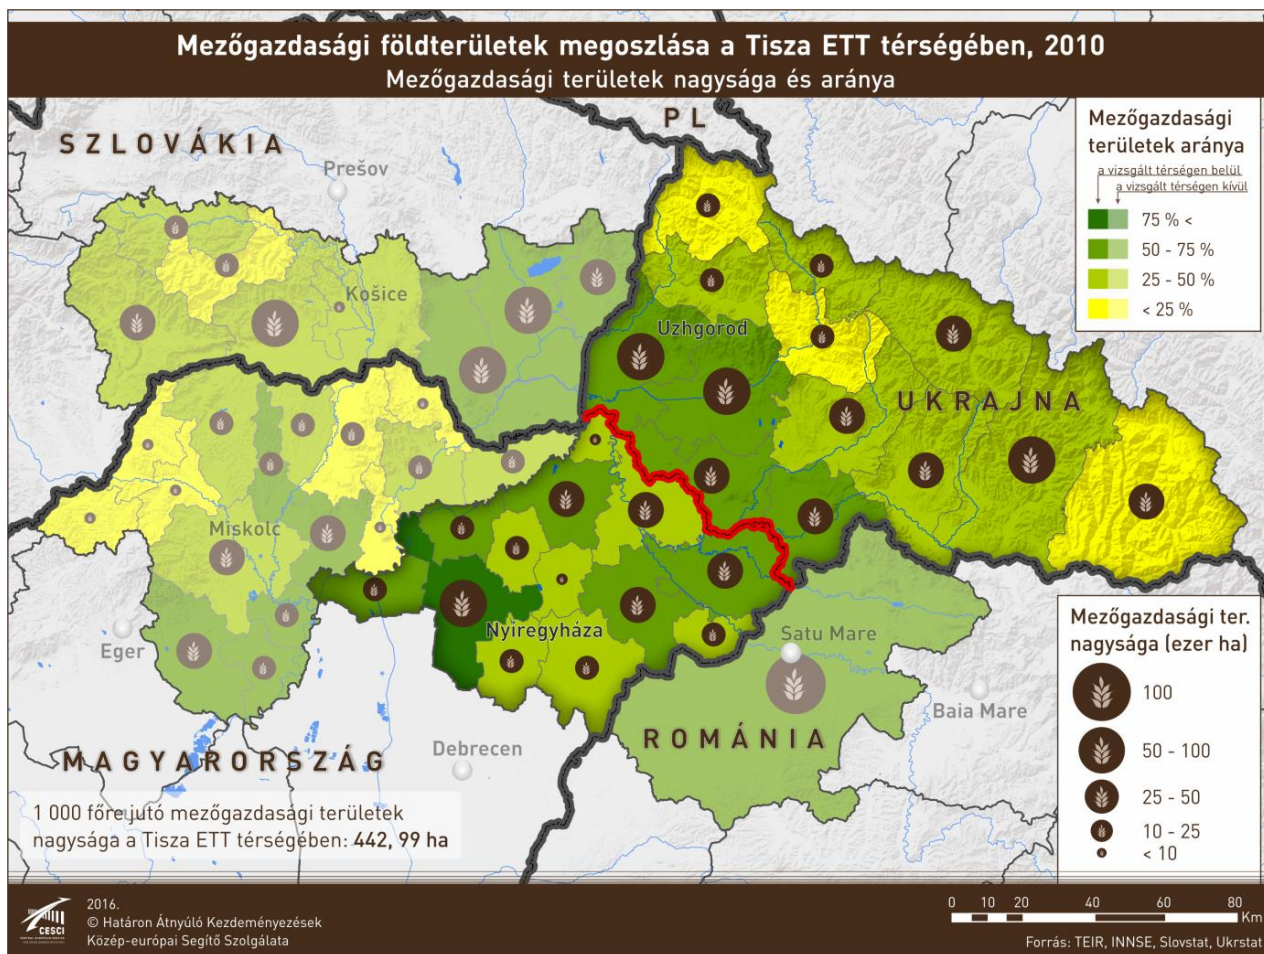 Mezőgazdasági földterületek megoszlása a Tisza ETT térségében, 2010
Mezőgazdasági területek nagysága és aránya
PL
SZLOVÁKIA
Prešov
Košice
Uzhgorod
UKRAJNA
Miskolc
Eger
Nyíregyháza
Satu Mare
Baia Mare
ROMÁNIA
Debrecen
MAGYARORSZÁG
Mezőgazdasági
területek aránya
a vizsgált térségen belül
a vizsgált térségen kívül
75 % <
50 - 75 %
25 - 50 %
< 25 %
Mezőgazdasági ter.
nagysága (ezer ha)
100
50 - 100
25 - 50
10 - 25
< 10
1 000 főre jutó mezőgazdasági területek
nagysága a Tisza ETT térségében: 442, 99 ha
CESCI
2016.
© Határon Átnyúló Kezdeményezések
Közép-európai Segítő Szolgálata
0 10 20 40 60 80
Km
Forrás: TEIR, INNSE, Slovstat, Ukrstat